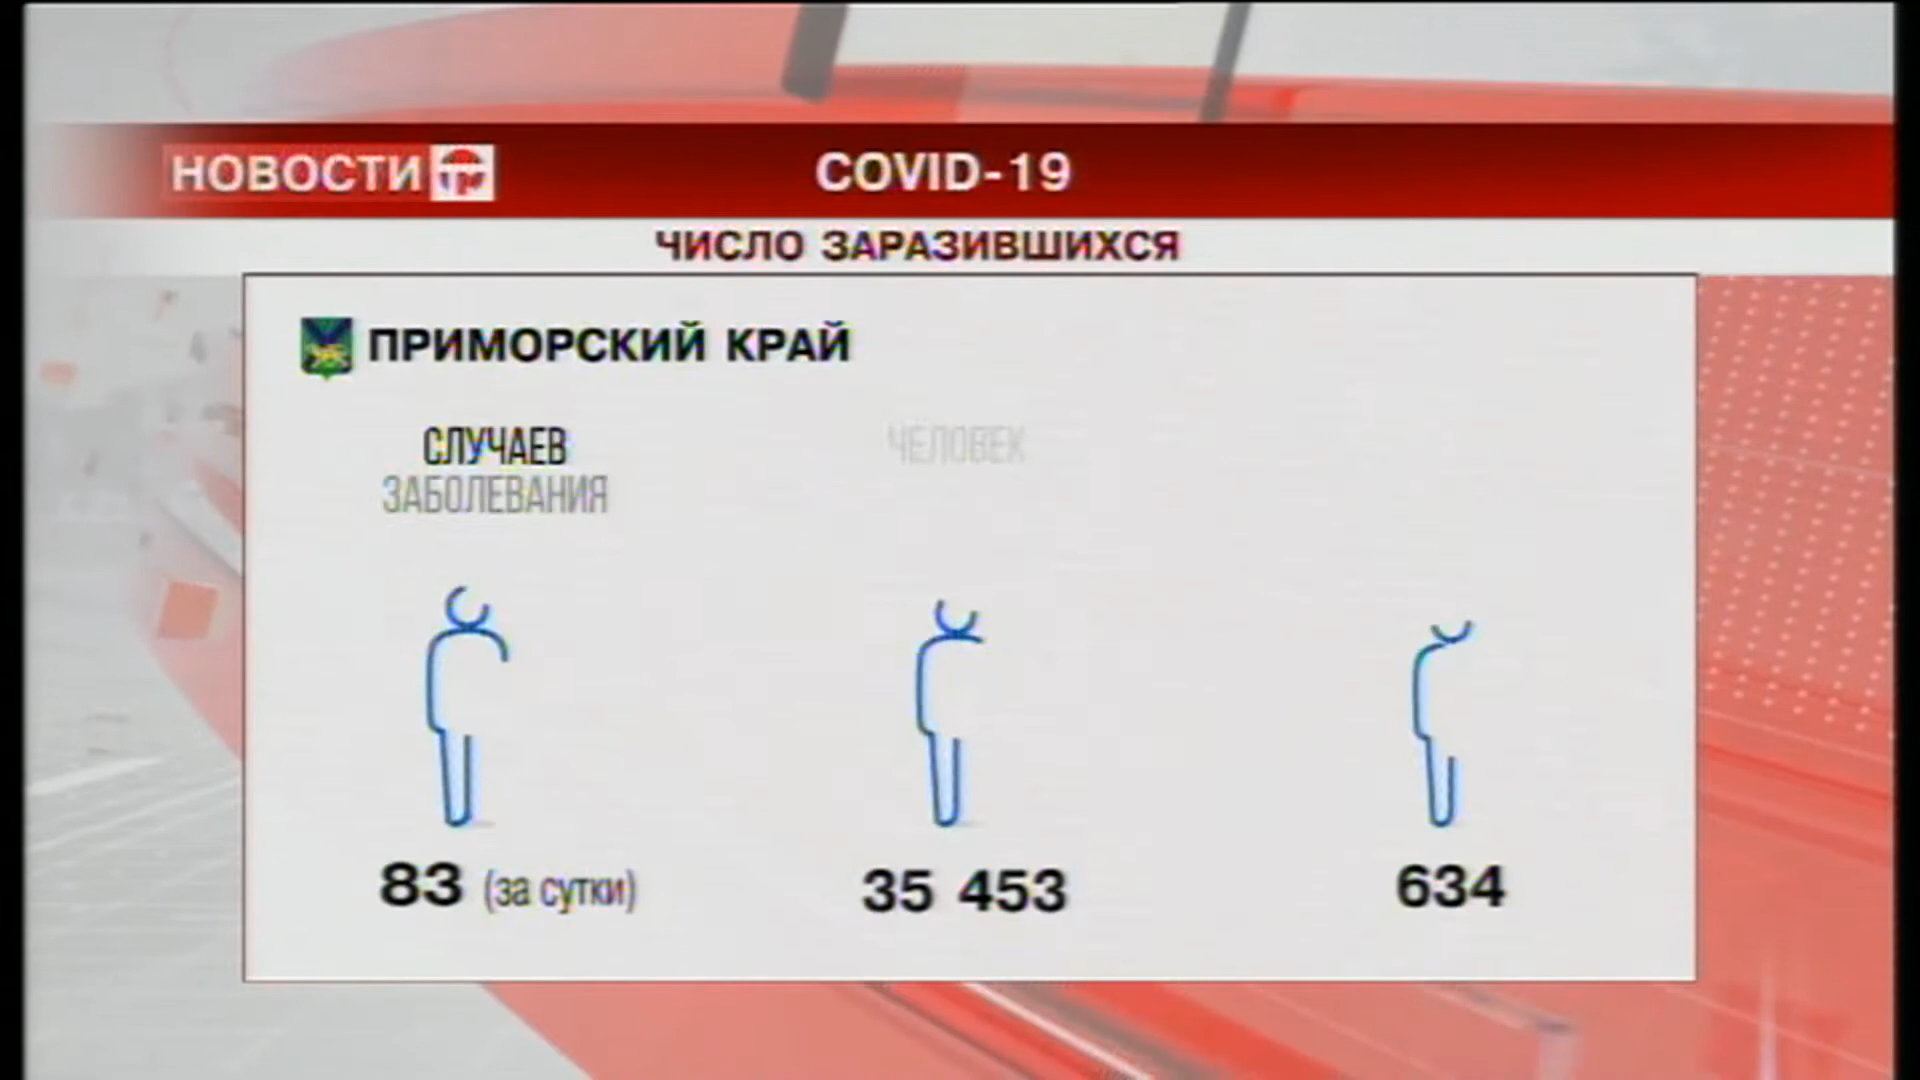 НОВОСТИ
COVID-19
ЧИСЛО ЗАРАЗИВШИХСЯ
ПРИМОРСКИЙ КРАЙ
СЛУЧАЕВ
ЗАБОЛЕВАНИЯ
ЧЕЛОВЕК
83 (за сутки)
35 453
634